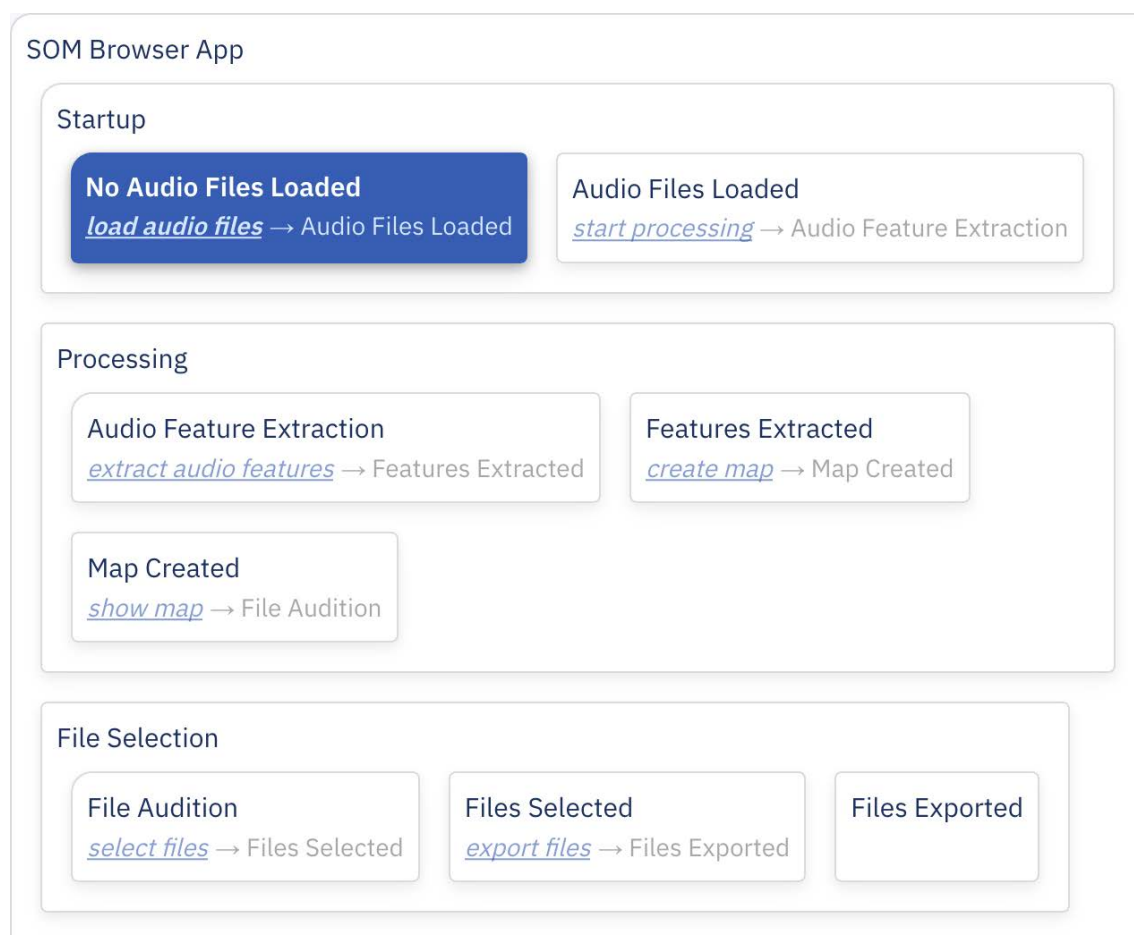 SOM Browser App
Startup
No Audio Files Loaded
load audio files → Audio Files Loaded
Audio Files Loaded
start processing → Audio Feature Extraction
Processing
Audio Feature Extraction
extract audio features → Features Extracted
Features Extracted
create map → Map Created
Map Created
show map → File Audition
File Selection
File Audition
select files → Files Selected
Files Selected
export files → Files Exported
Files Exported